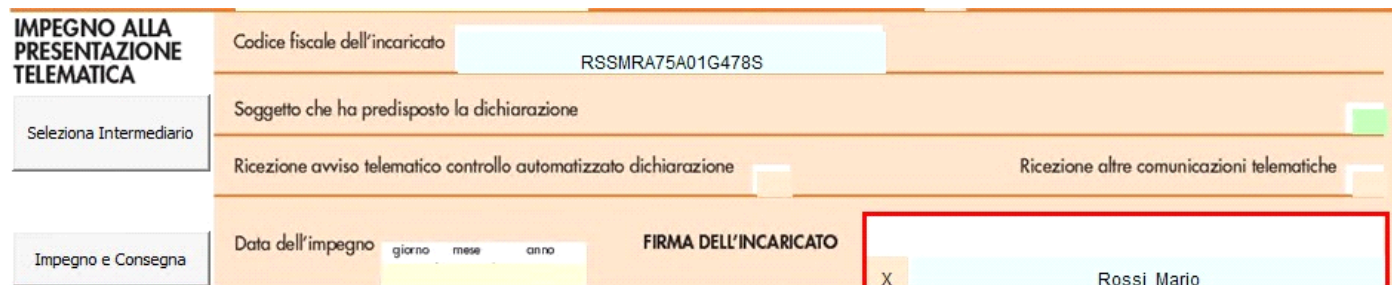 IMPEGNO ALLA
PRESENTAZIONE
TELEMATICA
Codice fiscale dell'incaricato
RSSMRA75A01G478S
Seleziona Intermediario
Soggetto che ha predisposto la dichiarazione
Ricezione avviso telematico controllo automatizzato dichiarazione
Ricezione altre comunicazioni telematiche
Impegno e Consegna
Data dell'impegno
giorno mese anno
FIRMA DELL'INCARICATO
X
Rossi Mario